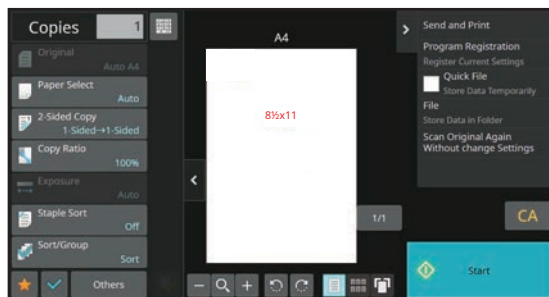 Copies
1
Original
Auto A4
Paper Select
Auto
2-Sided Copy
1-Sided→1-Sided
Copy Ratio
100%
Exposure
Auto
Staple Sort
Off
Sort/Group
Sort
Others
A4
8½x11
1/1
Send and Print
Program Registration
Register Current Settings
Quick File
Store Data Temporarily
File
Store Data in Folder
Scan Original Again
Without change Settings
CA
Start